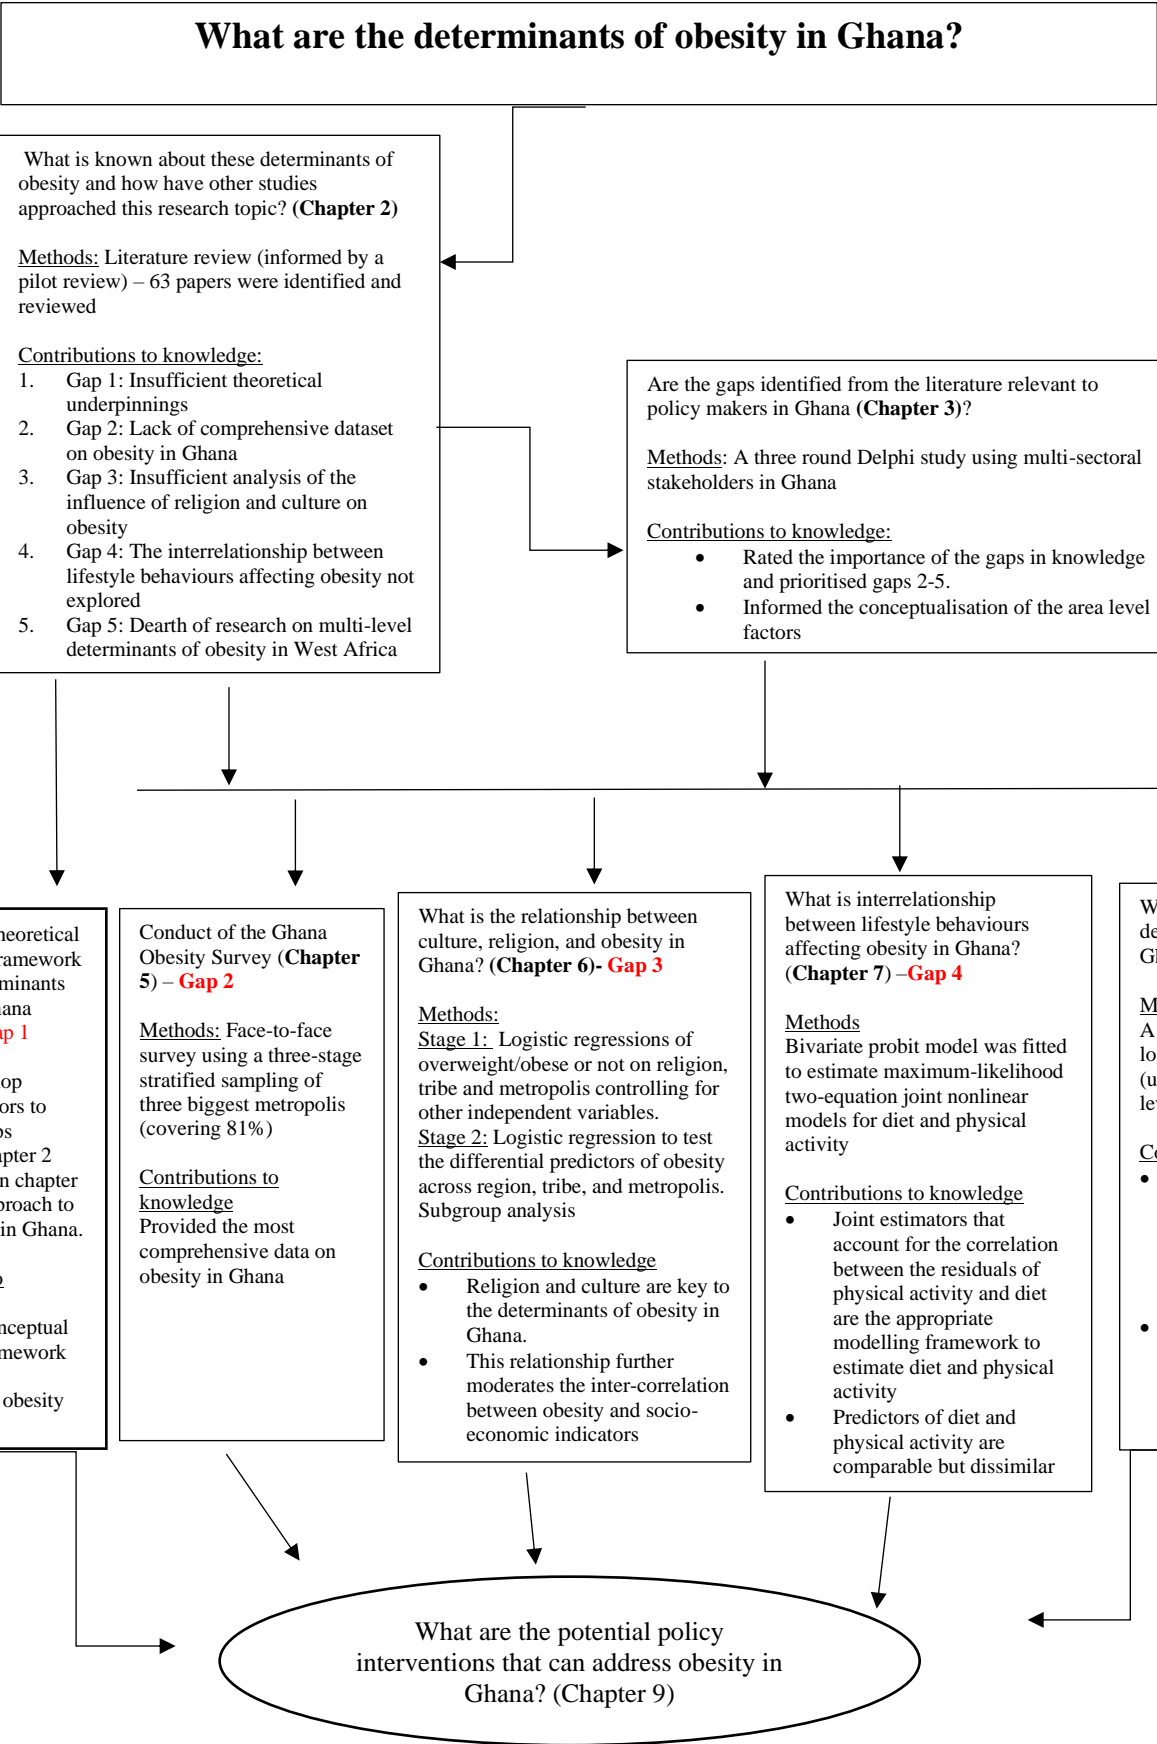 What are the determinants of obesity in Ghana?
What is known about these determinants of
obesity and how have other studies
approached this research topic? (Chapter 2)
Methods: Literature review (informed by a
pilot review) – 63 papers were identified and
reviewed
Contributions to knowledge:
1. Gap 1: Insufficient theoretical
underpinnings
2. Gap 2: Lack of comprehensive dataset
on obesity in Ghana
3. Gap 3: Insufficient analysis of the
influence of religion and culture on
obesity
4. Gap 4: The interrelationship between
lifestyle behaviours affecting obesity not
explored
5. Gap 5: Dearth of research on multi-level
determinants of obesity in West Africa
Are the gaps identified from the literature relevant to
policy makers in Ghana (Chapter 3)?
Methods: A three round Delphi study using multi-sectoral
stakeholders in Ghana
Contributions to knowledge:
• Rated the importance of the gaps in knowledge
and prioritised gaps 2-5.
• Informed the conceptualisation of the area level
factors
in chapter
in Ghana.
obesity
Conduct of the Ghana
Obesity Survey (Chapter
5) – Gap 2
Methods: Face-to-face
survey using a three-stage
stratified sampling of
three biggest metropolis
(covering 81%)
Contributions to
knowledge
Provided the most
comprehensive data on
obesity in Ghana
What is the relationship between
culture, religion, and obesity in
Ghana? (Chapter 6)- Gap 3
Methods:
Stage 1: Logistic regressions of
overweight/obese or not on religion,
tribe and metropolis controlling for
other independent variables.
Stage 2: Logistic regression to test
the differential predictors of obesity
across region, tribe, and metropolis.
Subgroup analysis
Contributions to knowledge
• Religion and culture are key to
the determinants of obesity in
Ghana.
• This relationship further
moderates the inter-correlation
between obesity and socio-
economic indicators
What is interrelationship
between lifestyle behaviours
affecting obesity in Ghana?
(Chapter 7) –Gap 4
Methods
Bivariate probit model was fitted
to estimate maximum-likelihood
two-equation joint nonlinear
models for diet and physical
activity
Contributions to knowledge
• Joint estimators that
account for the correlation
between the residuals of
physical activity and diet
are the appropriate
modelling framework to
estimate diet and physical
activity
• Predictors of diet and
physical activity are
comparable but dissimilar
What are the potential policy
interventions that can address obesity in
Ghana? (Chapter 9)